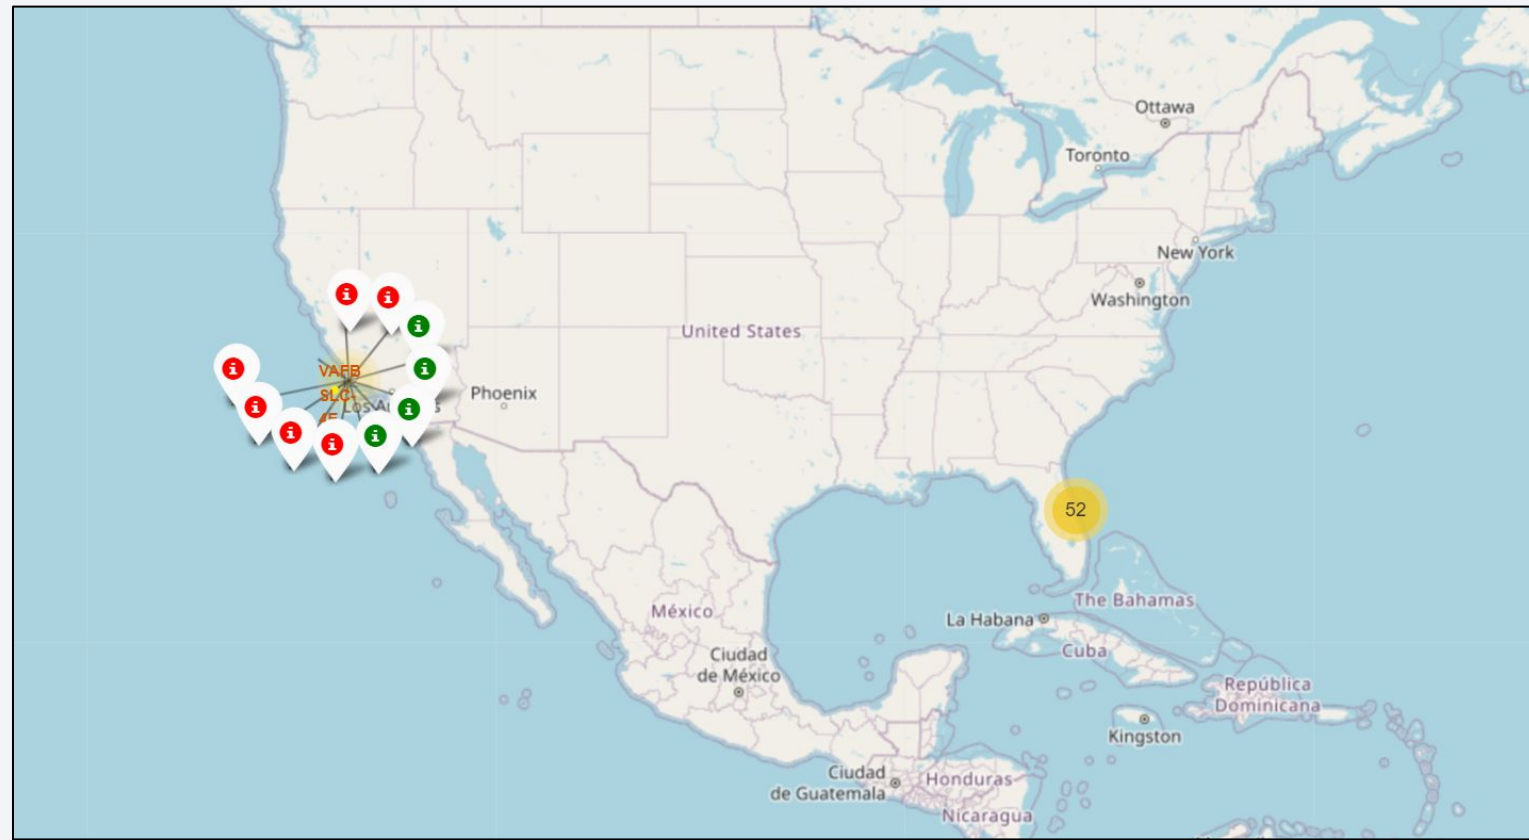 Ottawa
Toronto
New York
Washington
United States
i
i
i
i
i
i
i
i
i
i
VAFB
SLC-
4E
Phoenix
52
México
Ciudad
de México
La Habana
The Bahamas
Cuba
República
Dominicana
Kingston
Ciudad
de Guatemala
Honduras
Nicaragua